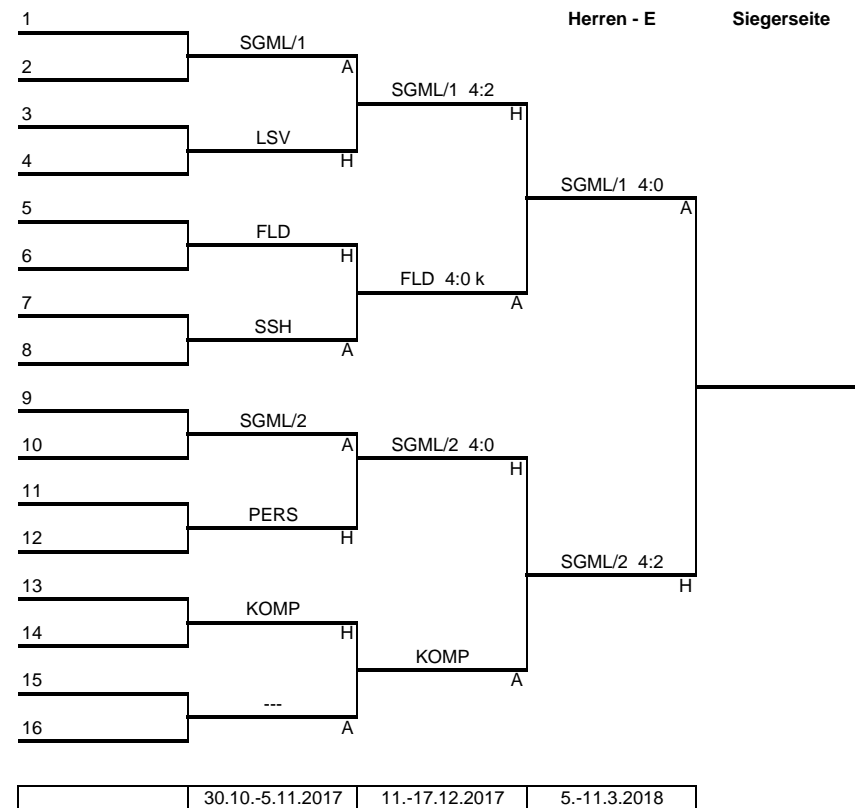 1 Herren - E Siegerseite
SGML/1
2 A
SGML/1 4:2
3 H
LSV
4 H
SGML/1 4:0
5 A
FLD
6 H
FLD 4:0 k
7 A
SSH
8 A
9
SGML/2
10 A SGML/2 4:0
H
11
PERS
12 H
SGML/2 4:2
13 H
KOMP
14 H
KOMP
15 A
---
16 A
30.10.-5.11.2017 11.-17.12.2017 5.-11.3.2018